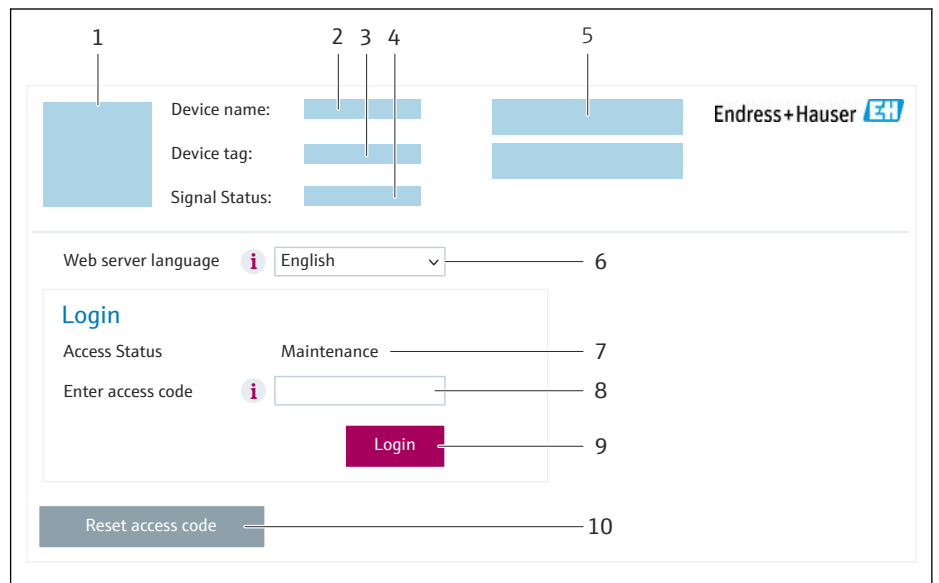 1 2 3 4 5
Device name:
Endress+Hauser EH
Device tag:
Signal Status:
Web server language i English 6
Login
Access Status Maintenance 7
Enter access code i 8
Login 9
Reset access code 10